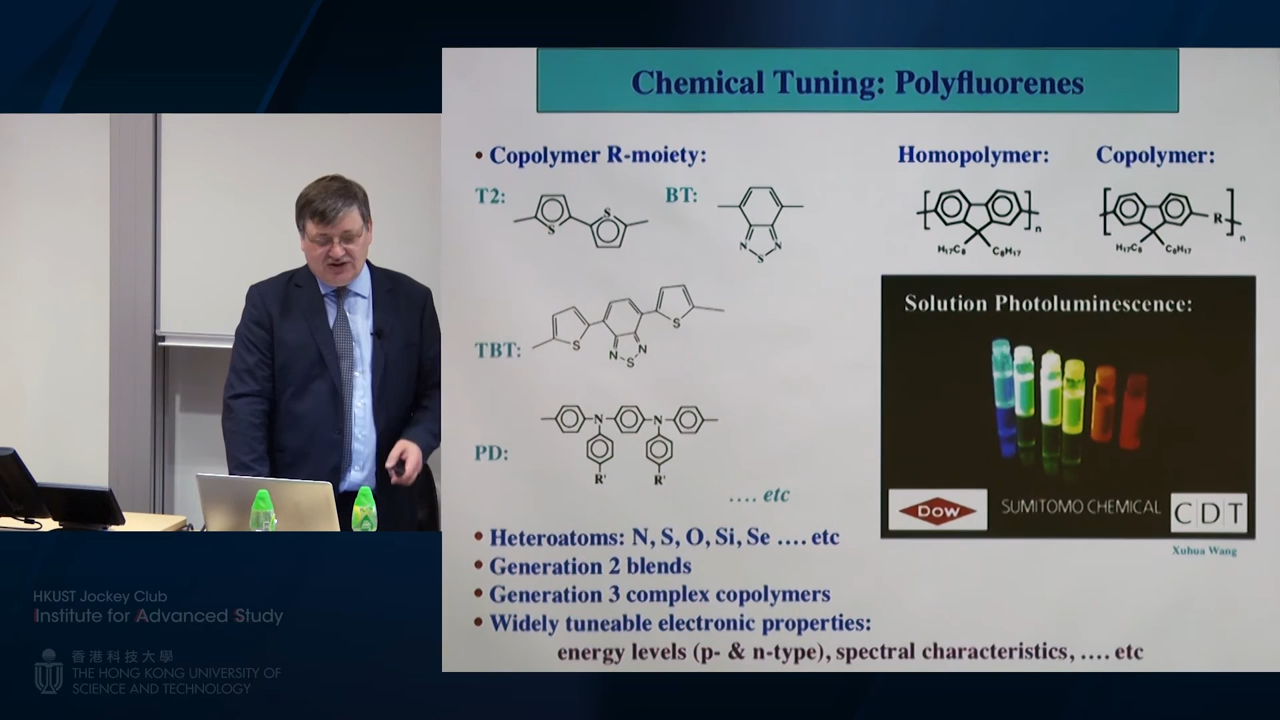 Chemical Tuning: Polyfluorenes
• Copolymer R-moiety:
Homopolymer:
Copolymer:
T2:
S
S
BT:
N
N
S
n
H17C8
C8H17
R
n
H17C8
C8H17
TBT:
S
S
N
S
N
PD:
N
N
R'
R'
.... etc
Solution Photoluminescence:
Dow
SUMITOMO CHEMICAL
CDT
Xuhua Wang
• Heteroatoms: N, S, O, Si, Se .... etc
• Generation 2 blends
• Generation 3 complex copolymers
• Widely tuneable electronic properties:
energy levels (p- & n-type), spectral characteristics, .... etc
HKUST Jockey Club
Institute for Advanced Study
香港科技大學
THE HONG KONG UNIVERSITY OF
SCIENCE AND TECHNOLOGY